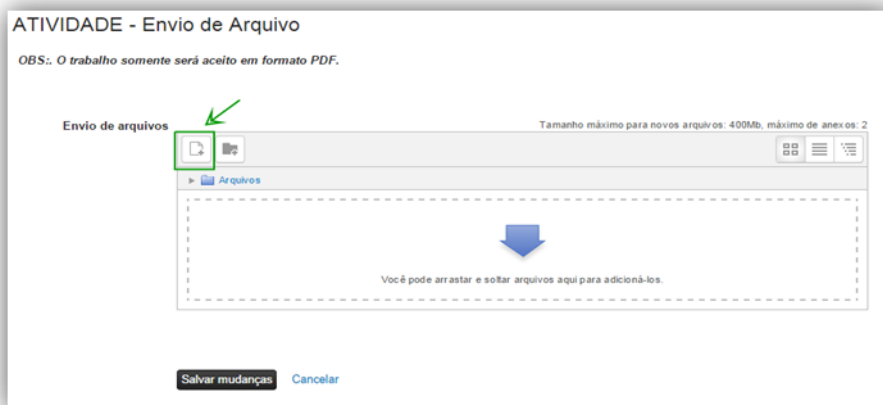 ATIVIDADE - Envio de Arquivo
OBS:. O trabalho somente será aceito em formato PDF.
Envio de arquivos
Tamanho máximo para novos arquivos: 400Mb, máximo de anexos: 2
Arquivos
Você pode arrastar e soltar arquivos aqui para adicioná-los.
Salvar mudanças Cancelar